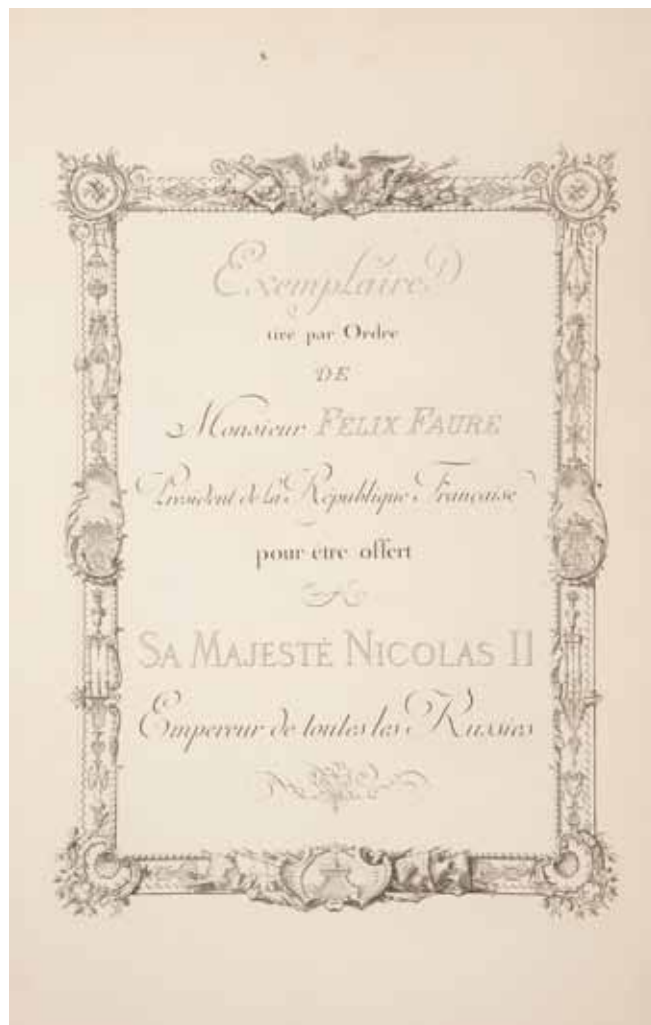 Exemplaire
tiré par Ordre
DE
Monsieur FELIX FAURE
Président de la République Française
pour être offert
A
SA MAJESTÉ NICOLAS II
Empereur de toutes les Russies